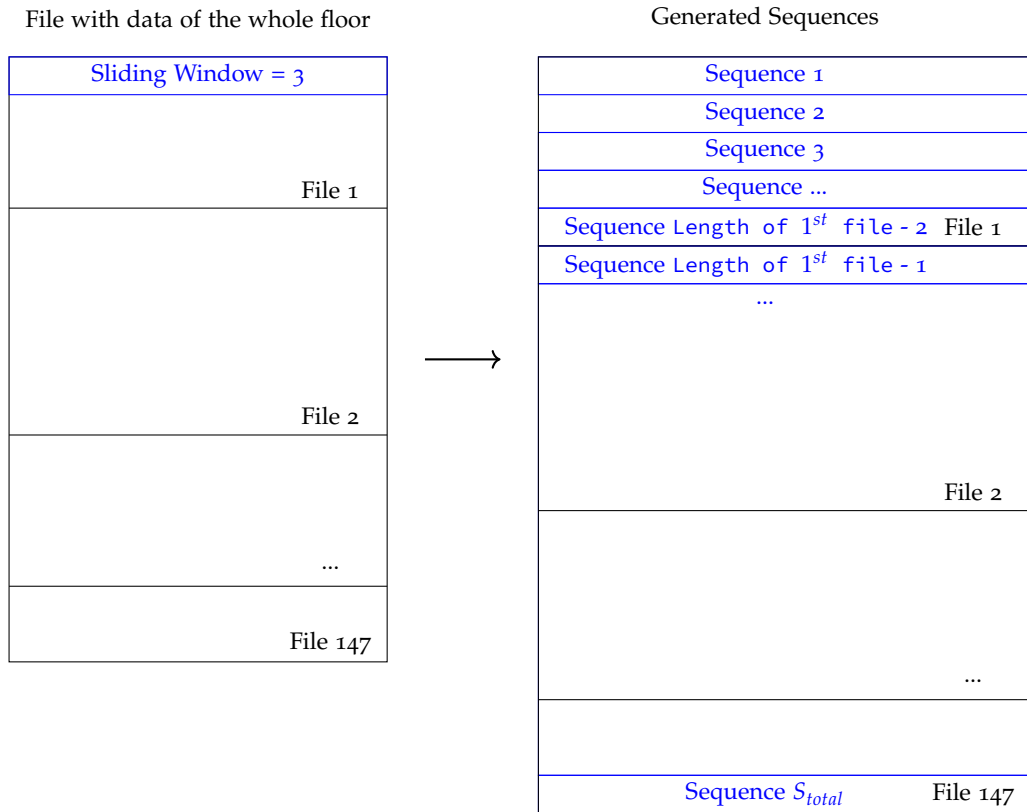 File with data of the whole floor
Sliding Window = 3
File 1
File 2
...
File 147
Generated Sequences
Sequence 1
Sequence 2
Sequence 3
Sequence ...
Sequence Length of 1st file - 2 File 1
Sequence Length of 1st file - 1
...
File 2
...
Sequence Stotal File 147